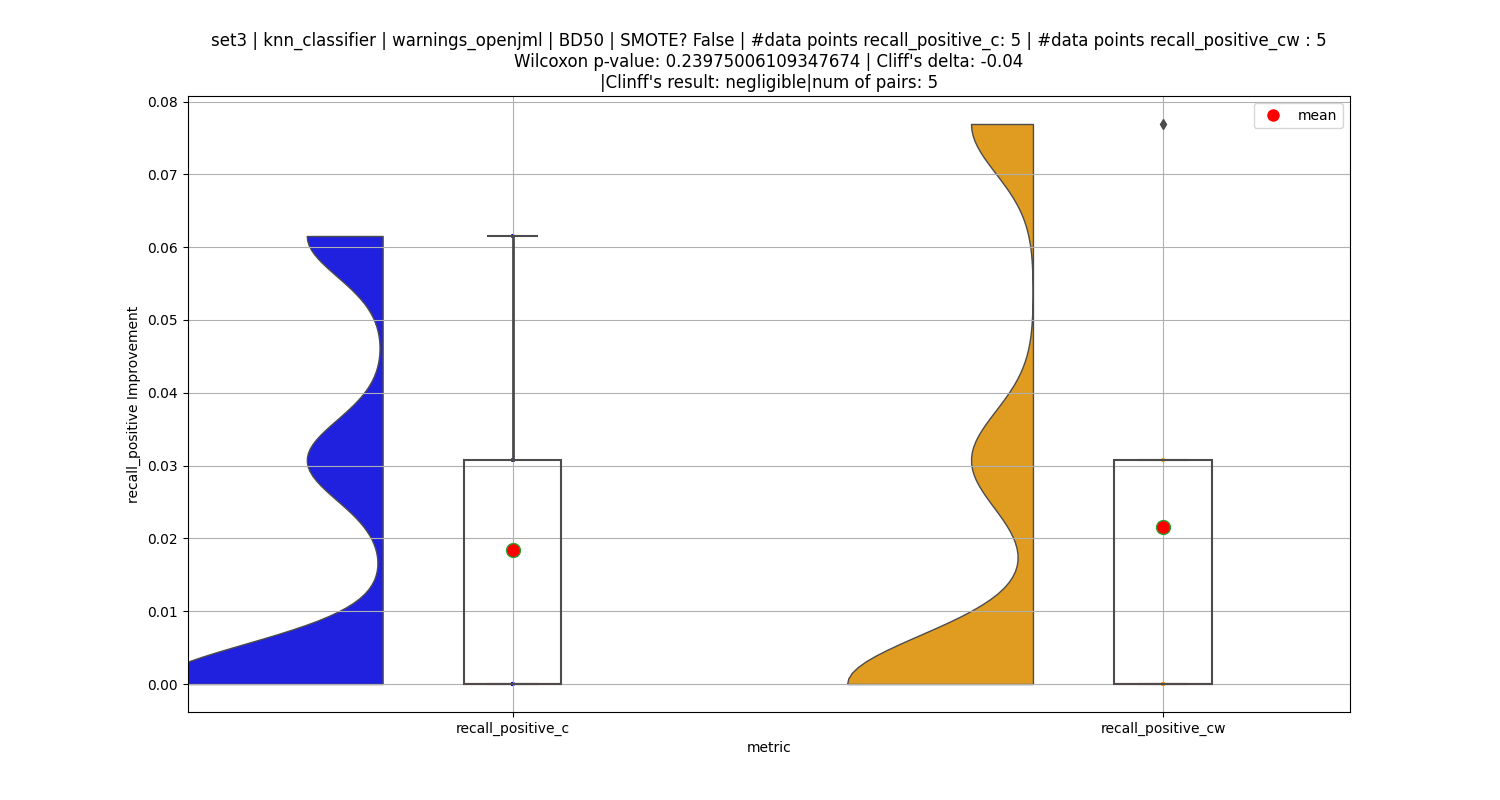 set3 | knn_classifier | warnings_openjml | BD50 | SMOTE? False | #data points recall_positive_c: 5 | #data points recall_positive_cw : 5
Wilcoxon p-value: 0.23975006109347674 | Cliff's delta: -0.04
|Clinff's result: negligible|num of pairs: 5
mean
0.08
0.07
0.06
0.05
0.04
0.03
0.02
0.01
0.00
recall_positive Improvement
recall_positive_c
recall_positive_cw
metric